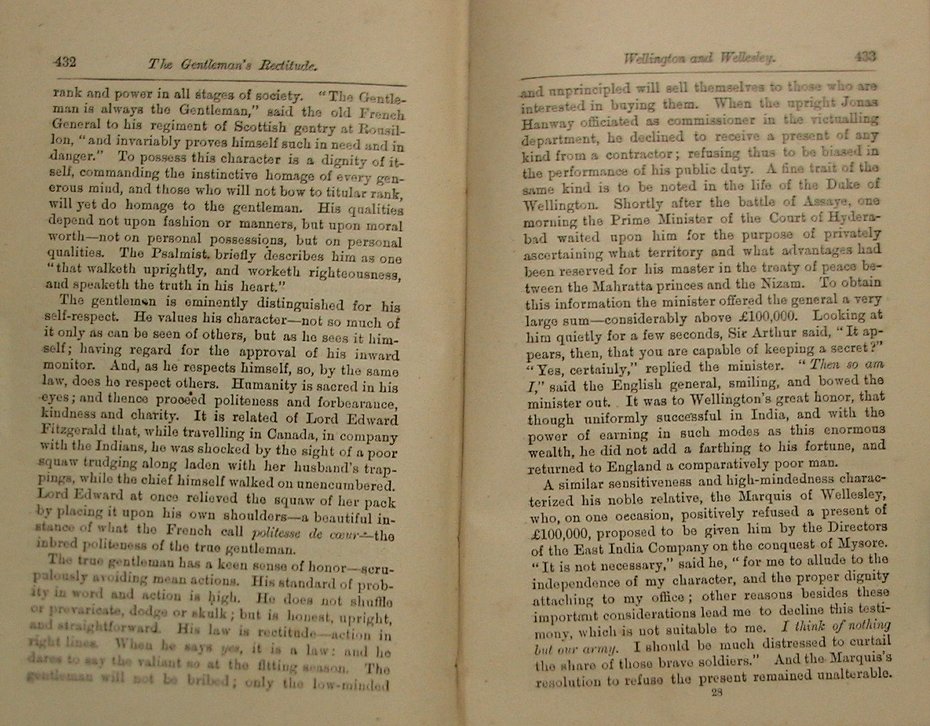 432
The Gentleman's Rectitude.
rank and power in all stages of society. "The Gentle-
man is always the Gentleman," said the old French
General to his regiment of Scottish gentry at Rousil-
lon, "and invariably proves himself such in need and in
danger." To possess this character is a dignity of it-
self, commanding the instinctive homage of every gen-
erous mind, and those who will not bow to titular rank,
will yet do homage to the gentleman. His qualities
depend not upon fashion or manners, but upon moral
worth—not on personal possessions, but on personal
qualities. The Psalmist briefly describes him as one
"that walketh uprightly, and worketh righteousness,
and speaketh the truth in his heart."
The gentleman is eminently distinguished for his
self-respect. He values his character—not so much of
it only as can be seen of others, but as he sees it him-
self; having regard for the approval of his inward
monitor. And, as he respects himself, so, by the same
law, does he respect others. Humanity is sacred in his
eyes; and thence proceed politeness and forbearance,
kindness and charity. It is related of Lord Edward
Fitzgerald that, while travelling in Canada, in company
with the Indians, he was shocked by the sight of a poor
squaw trudging along laden with her husband's trap-
pings, while the chief himself walked on unencumbered.
Lord Edward at once relieved the squaw of her pack
by placing it upon his own shoulders—a beautiful in-
stance of what the French call politesse de cœur—the
inbred politeness of the true gentleman.
The true gentleman has a keen sense of honor—scru-
pulously avoiding mean actions. His standard of prob-
ity in word and action is high. He does not shuffle
or prevaricate, dodge or skulk; but is honest, upright,
and straightforward. His law is rectitude—action in
right lines. When he says yes, it is a law: and he
dares to say the valiant no at the fitting season. The
gentleman will not be bribed; only the low-minded
Wellington and Wellesley.
433
and unprincipled will sell themselves to those who are
interested in buying them. When the upright Jonas
Hanway officiated as commissioner in the victualling
department, he declined to receive a present of any
kind from a contractor; refusing thus to be biased in
the performance of his public duty. A fine trait of the
same kind is to be noted in the life of the Duke of
Wellington. Shortly after the battle of Assaye, one
morning the Prime Minister of the Court of Hydera-
bad waited upon him for the purpose of privately
ascertaining what territory and what advantages had
been reserved for his master in the treaty of peace be-
tween the Mahratta princes and the Nizam. To obtain
this information the minister offered the general a very
large sum—considerably above £100,000. Looking at
him quietly for a few seconds, Sir Arthur said, "It ap-
pears, then, that you are capable of keeping a secret?"
"Yes, certainly," replied the minister. "Then so am
I," said the English general, smiling, and bowed the
minister out. It was to Wellington's great honor, that
though uniformly successful in India, and with the
power of earning in such modes as this enormous
wealth, he did not add a farthing to his fortune, and
returned to England a comparatively poor man.
A similar sensitiveness and high-mindedness charac-
terized his noble relative, the Marquis of Wellesley,
who, on one occasion, positively refused a present of
£100,000, proposed to be given him by the Directors
of the East India Company on the conquest of Mysore.
"It is not necessary," said he, "for me to allude to the
independence of my character, and the proper dignity
attaching to my office; other reasons besides these
important considerations lead me to decline this testi-
mony, which is not suitable to me. I think of nothing
but our army. I should be much distressed to curtail
the share of those brave soldiers." And the Marquis's
resolution to refuse the present remained unalterable.
28